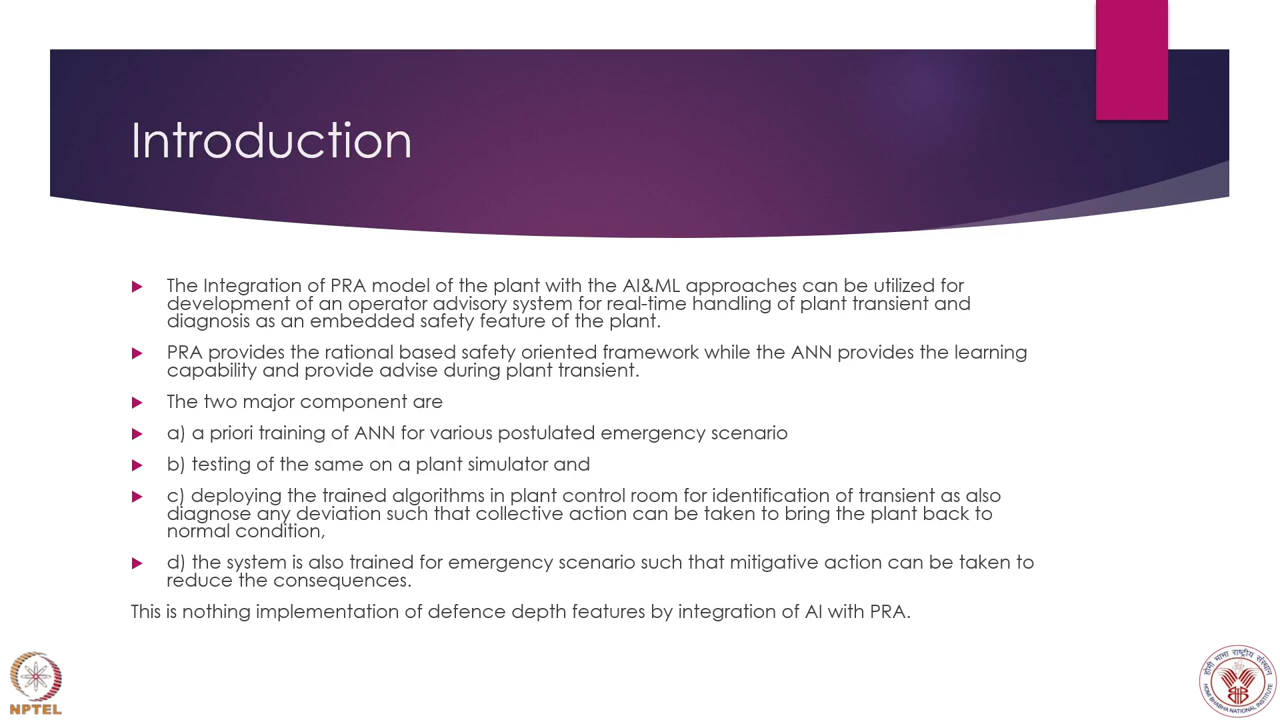 Introduction
The Integration of PRA model of the plant with the AI&ML approaches can be utilized for
development of an operator advisory system for real-time handling of plant transient and
diagnosis as an embedded safety feature of the plant.
PRA provides the rational based safety oriented framework while the ANN provides the learning
capability and provide advise during plant transient.
The two major component are
a) a priori training of ANN for various postulated emergency scenario
b) testing of the same on a plant simulator and
c) deploying the trained algorithms in plant control room for identification of transient as also
diagnose any deviation such that collective action can be taken to bring the plant back to
normal condition,
d) the system is also trained for emergency scenario such that mitigative action can be taken to
reduce the consequences.
This is nothing implementation of defence depth features by integration of AI with PRA.
NPTEL
होमी भाभा राष्ट्रीय संस्थान
HOMI BHABHA NATIONAL INSTITUTE